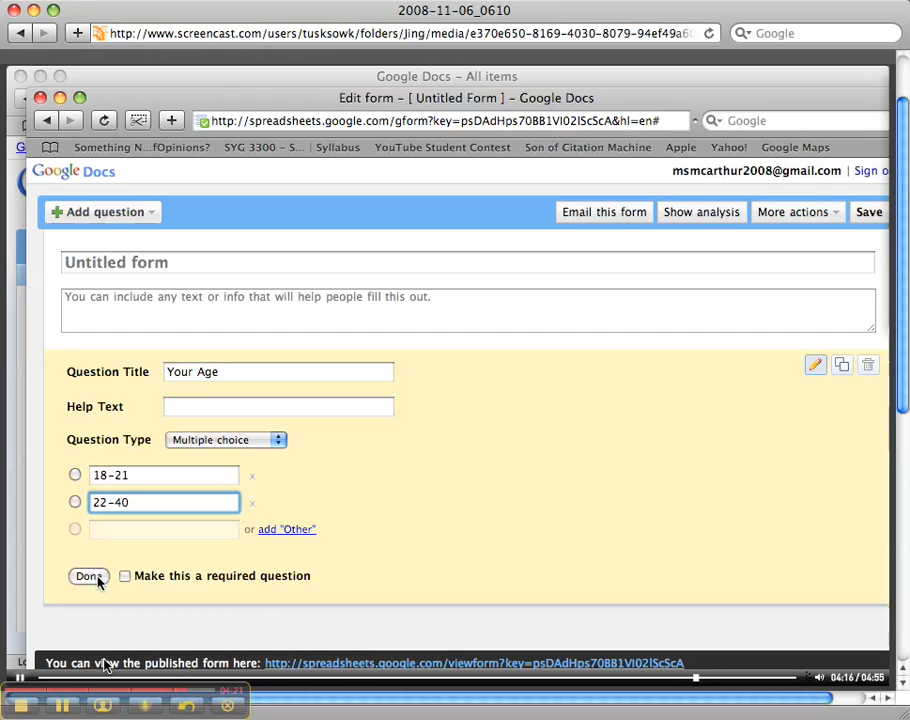 2008-11-06_0610
http://www.screencast.com/users/tusksowk/folders/Jing/media/e370e650-8169-4030-8079-94ef49a6
Google
Google Docs - All items
Edit form - [ Untitled Form ] - Google Docs
http://spreadsheets.google.com/gform?key=psDAdHps70BB1VI02IScScA&hl=en#
Google
Something N...fOpinions?
SYG 3300 - S... | Syllabus
YouTube Student Contest
Son of Citation Machine
Apple
Yahoo!
Google Maps
Google Docs
msmcarthur2008@gmail.com | Sign o
Add question
Email this form
Show analysis
More actions
Save
Untitled form
You can include any text or info that will help people fill this out.
Question Title
Your Age
Help Text
Question Type
Multiple choice
18-21
22-40
or add "Other"
Done
Make this a required question
You can view the published form here: http://spreadsheets.google.com/viewform?key=psDAdHps70BB1VI02IScScA
04:16 / 04:55
04:21